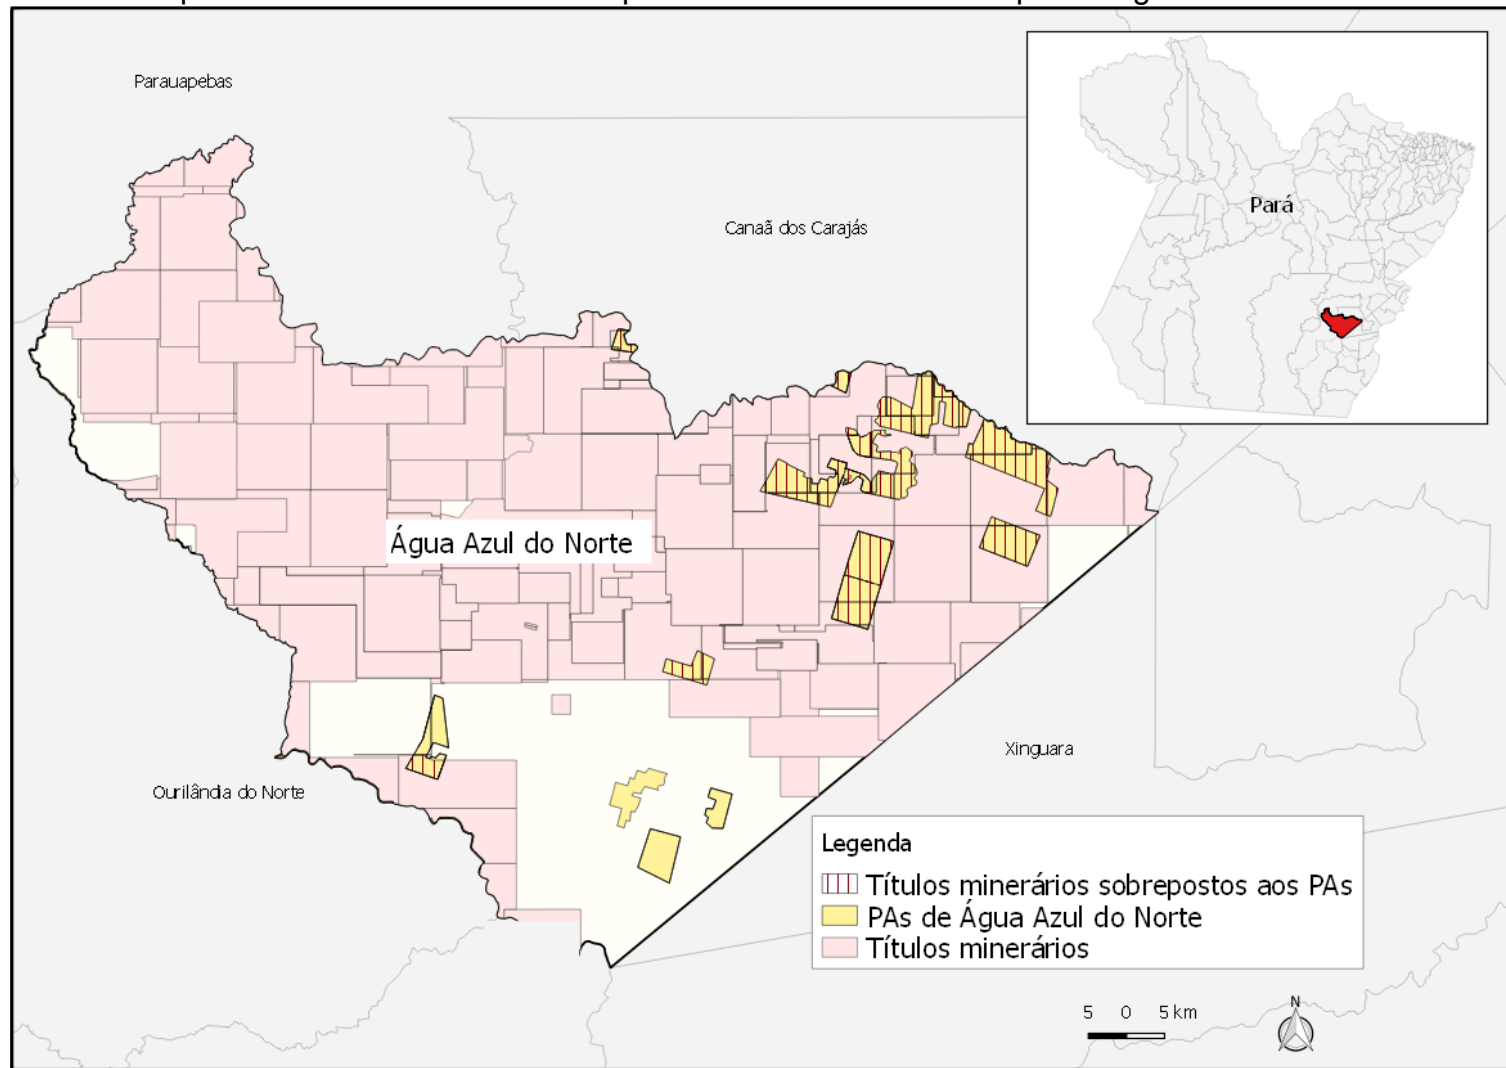 Parauapebas
Canaã dos Carajás
Pará
Água Azul do Norte
Xinguara
Ourilândia do Norte
Legenda
Títulos minerários sobrepostos aos PAs
PAs de Água Azul do Norte
Títulos minerários
5 0 5 km
N